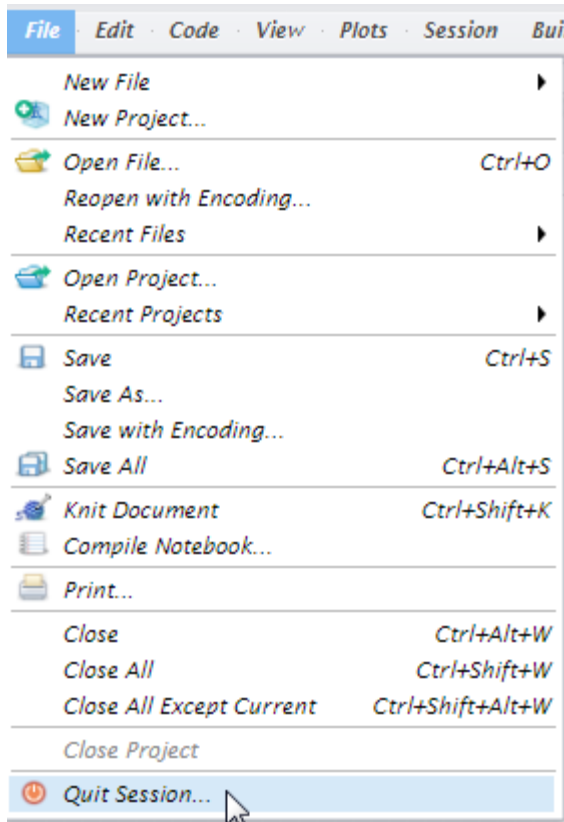 File Edit Code View Plots Session Bui
New File
New Project...
Open File... Ctrl+O
Reopen with Encoding...
Recent Files
Open Project...
Recent Projects
Save Ctrl+S
Save As...
Save with Encoding...
Save All Ctrl+Alt+S
Knit Document Ctrl+Shift+K
Compile Notebook...
Print...
Close Ctrl+Alt+W
Close All Ctrl+Shift+W
Close All Except Current Ctrl+Shift+Alt+W
Close Project
Quit Session...